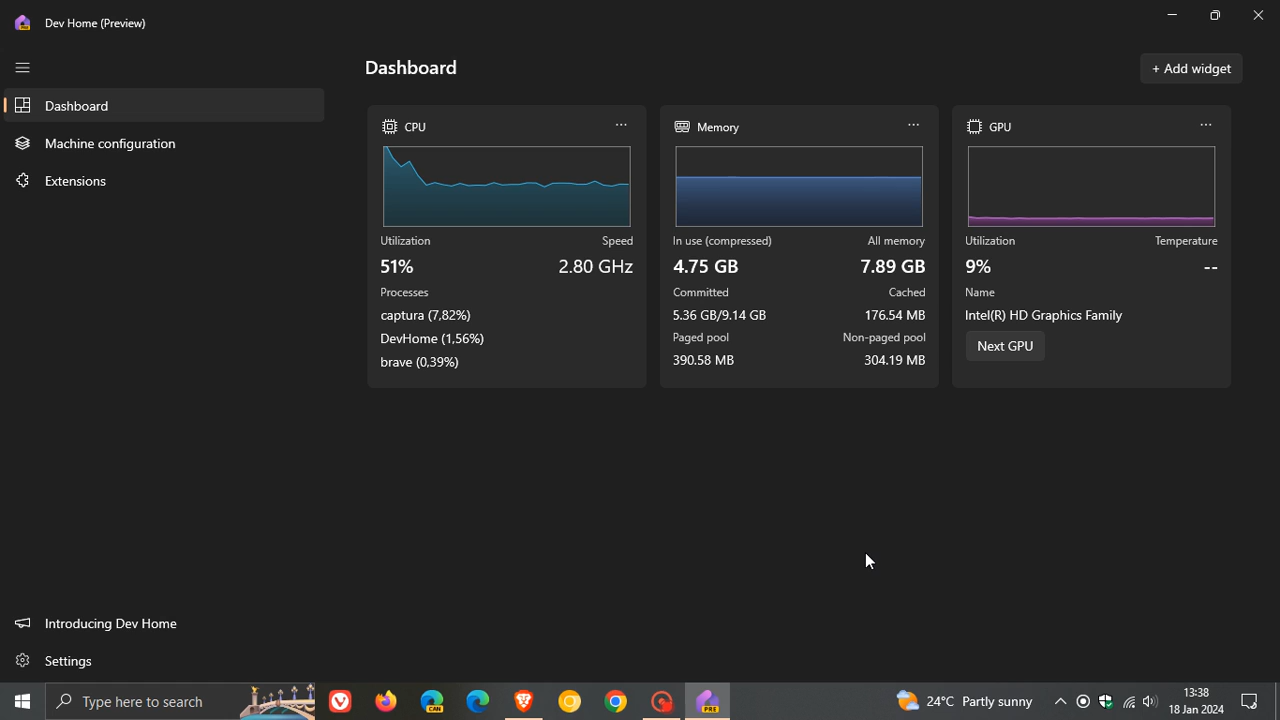 Dev Home (Preview)
Dashboard
+ Add widget
Dashboard
Machine configuration
Extensions
CPU
Utilization Speed
51% 2.80 GHz
Processes
captura (7,82%)
DevHome (1,56%)
brave (0,39%)
Memory
In use (compressed) All memory
4.75 GB 7.89 GB
Committed Cached
5.36 GB/9.14 GB 176.54 MB
Paged pool Non-paged pool
390.58 MB 304.19 MB
GPU
Utilization Temperature
9% --
Name
Intel(R) HD Graphics Family
Next GPU
Introducing Dev Home
Settings
Type here to search
CAN
PRE
24°C Partly sunny
13:38
18 Jan 2024